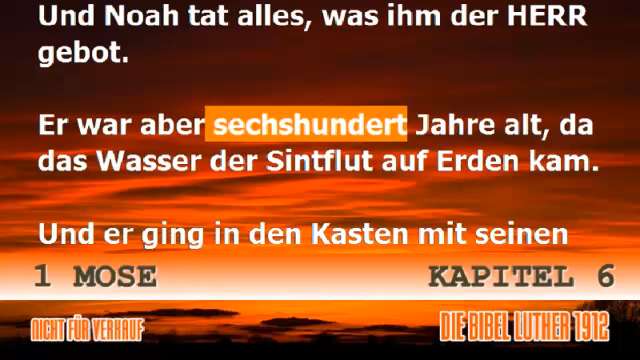 Und Noah tat alles, was ihm der HERR
gebot.
Er war aber sechshundert Jahre alt, da
das Wasser der Sintflut auf Erden kam.
Und er ging in den Kasten mit seinen
1 MOSE KAPITEL 6
NICHT FÜR VERKAUF DIE BIBEL LUTHER 1912